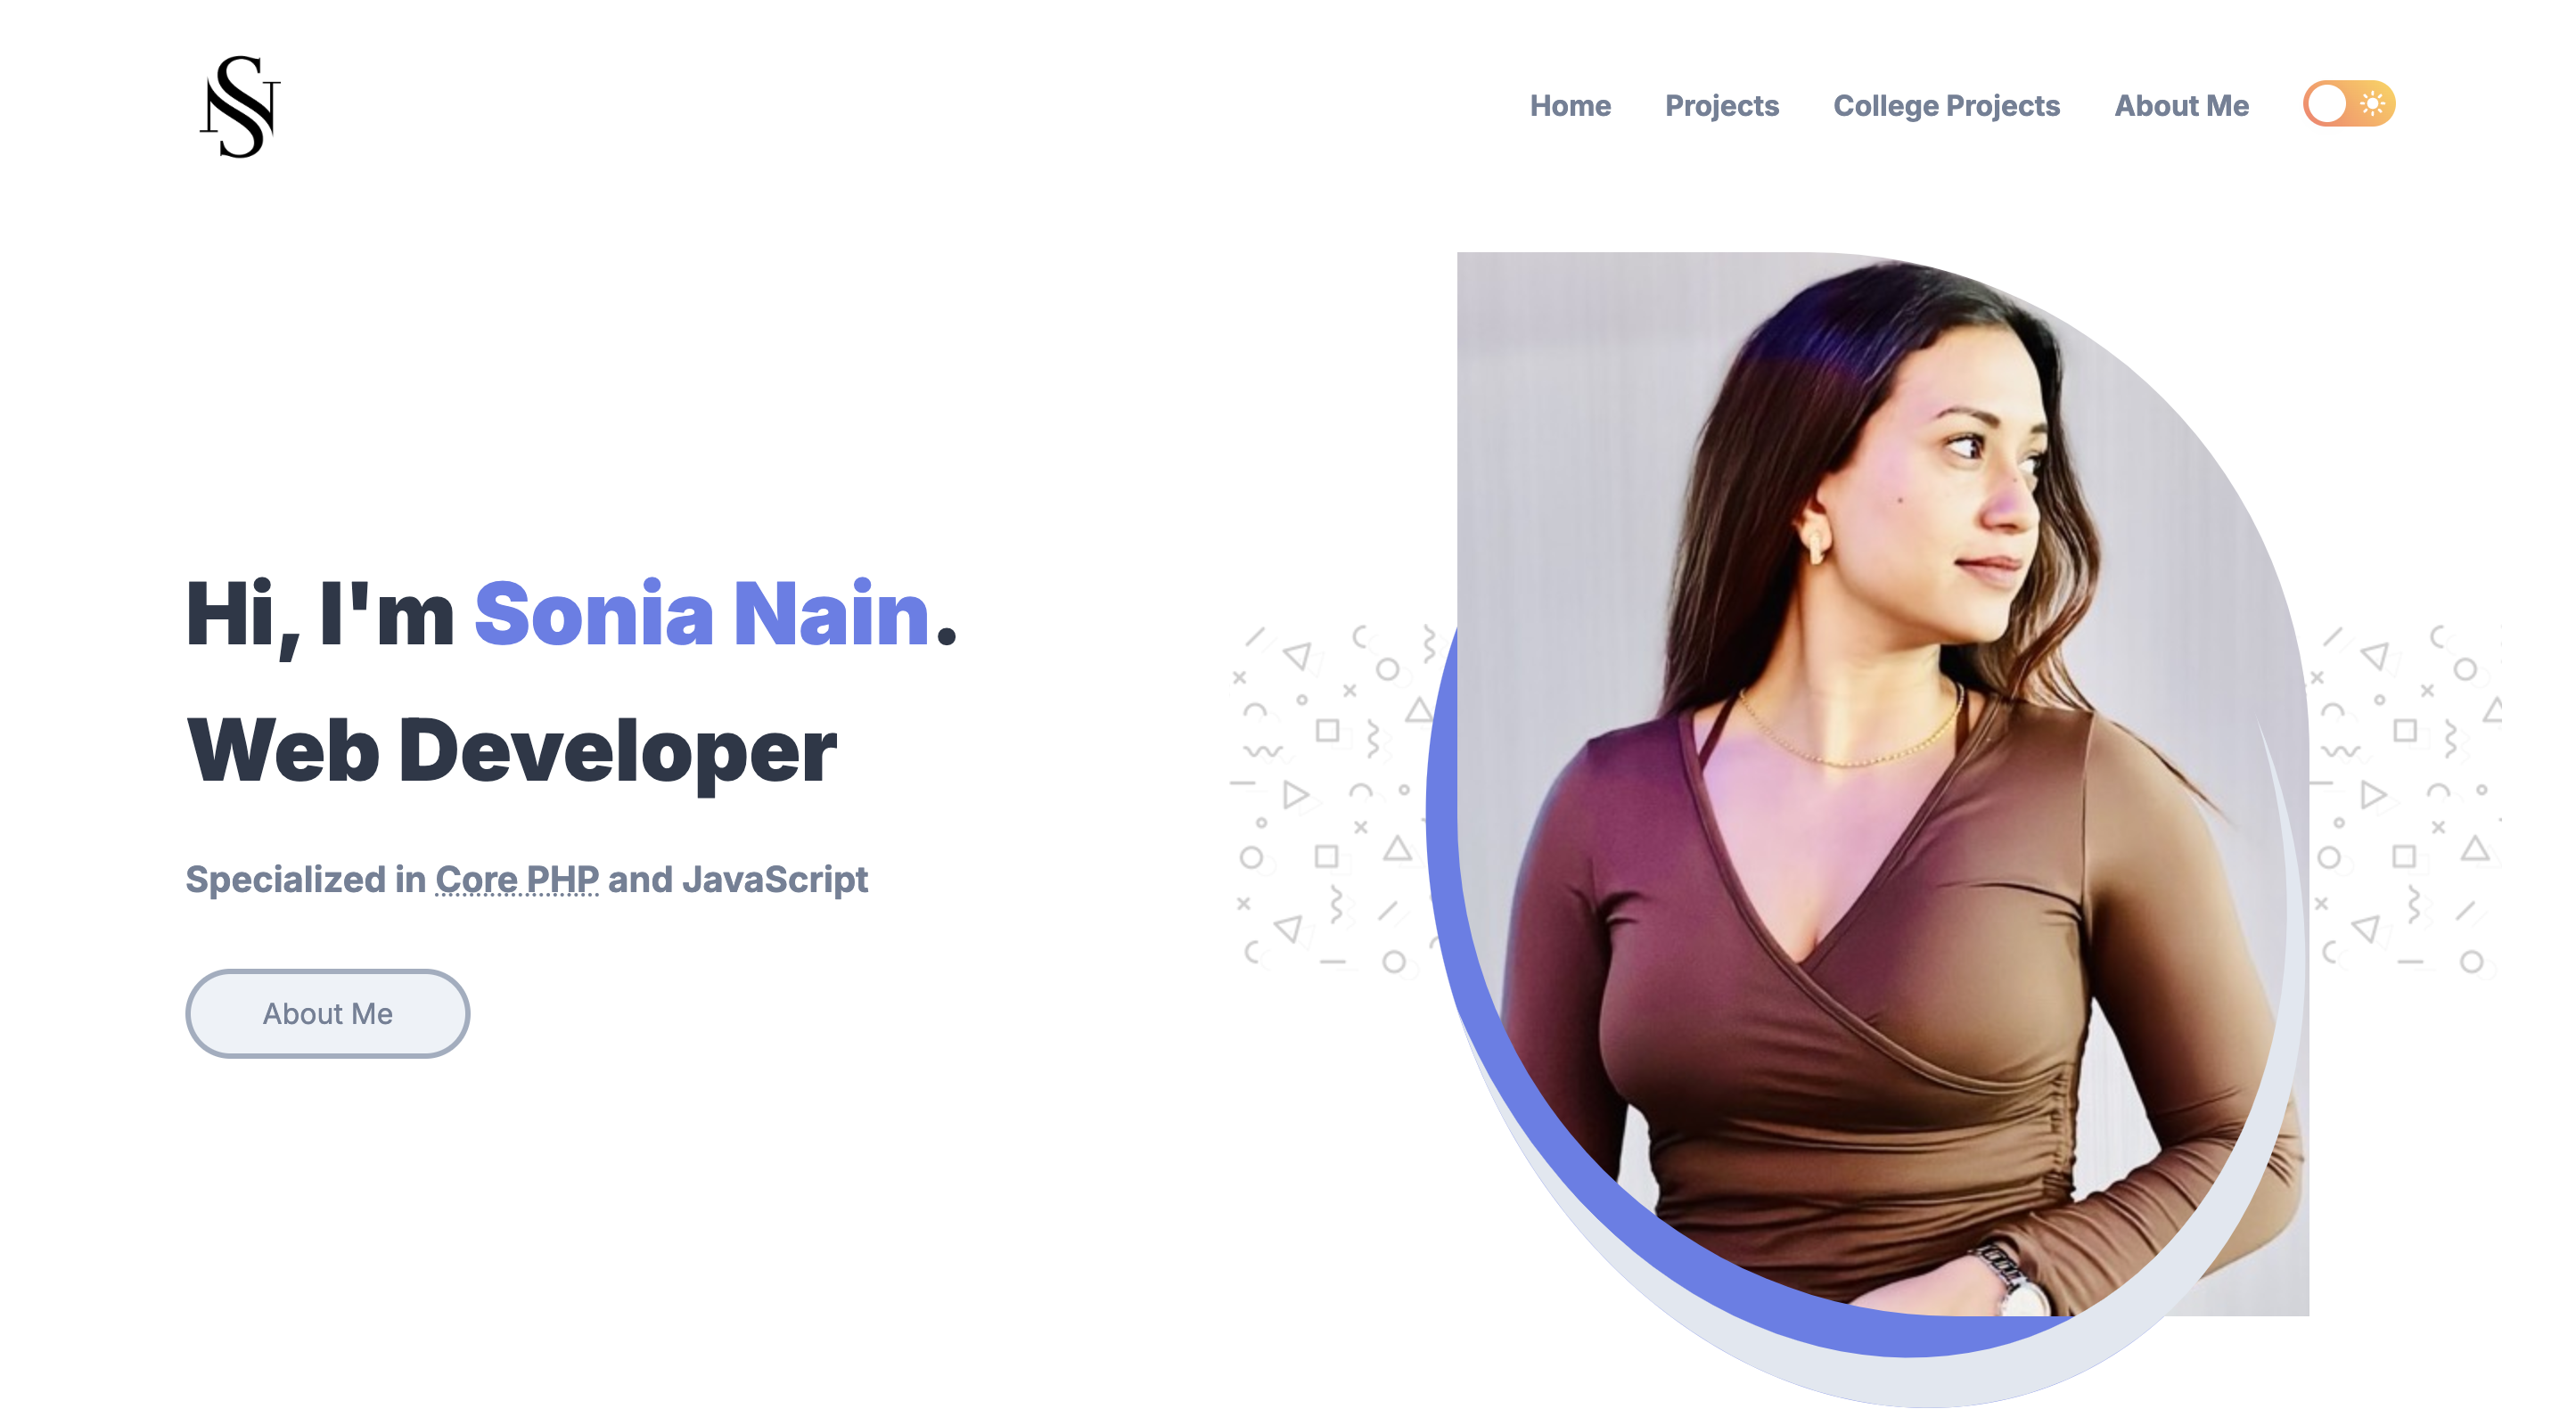 NS
Home Projects College Projects About Me
Hi, I'm Sonia Nain.
Web Developer
Specialized in Core PHP and JavaScript
About Me